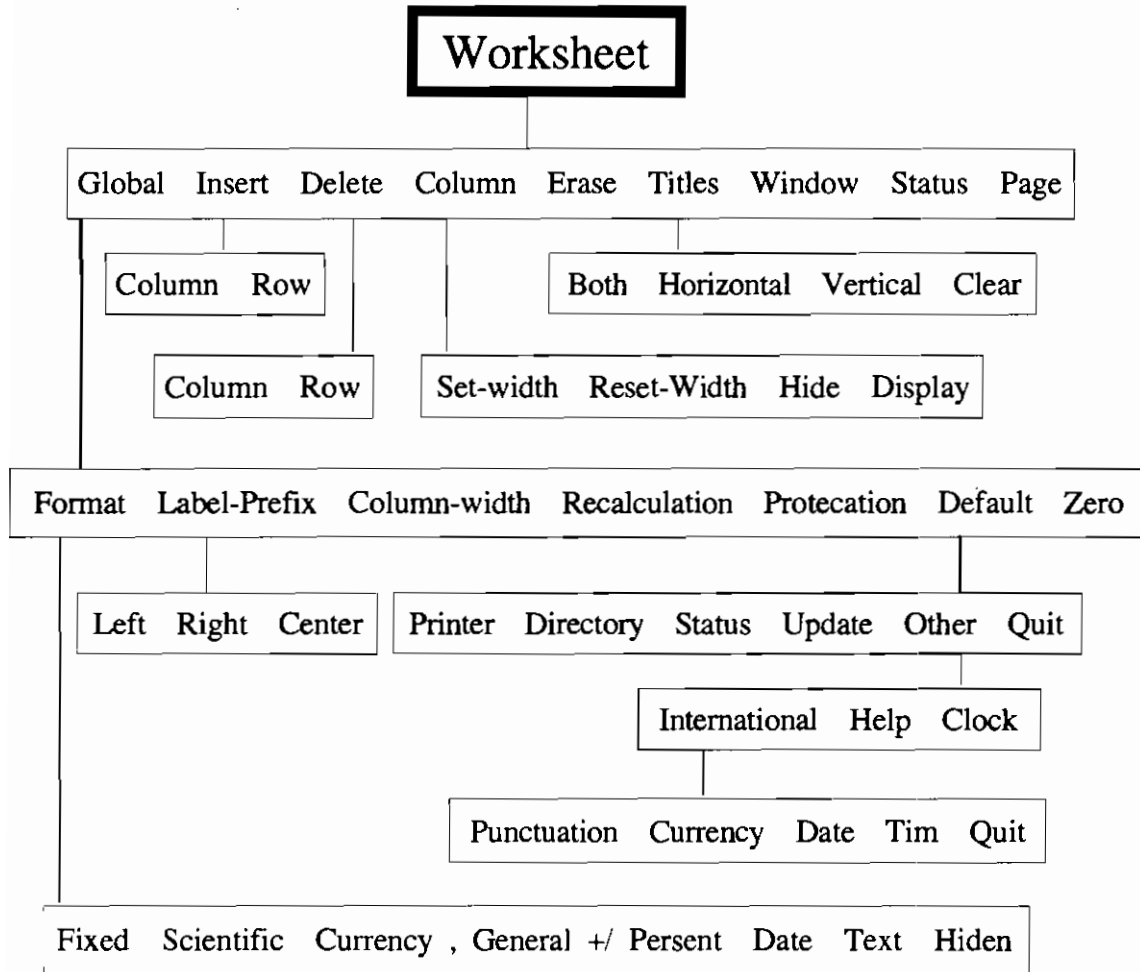 Worksheet
Global Insert Delete Column Erase Titles Window Status Page
Column Row
Both Horizontal Vertical Clear
Column Row
Set-width Reset-Width Hide Display
Format Label-Prefix Column-width Recalculation Protecation Default Zero
Left Right Center
Printer Directory Status Update Other Quit
International Help Clock
Punctuation Currency Date Tim Quit
Fixed Scientific Currency , General +/ Persent Date Text Hiden